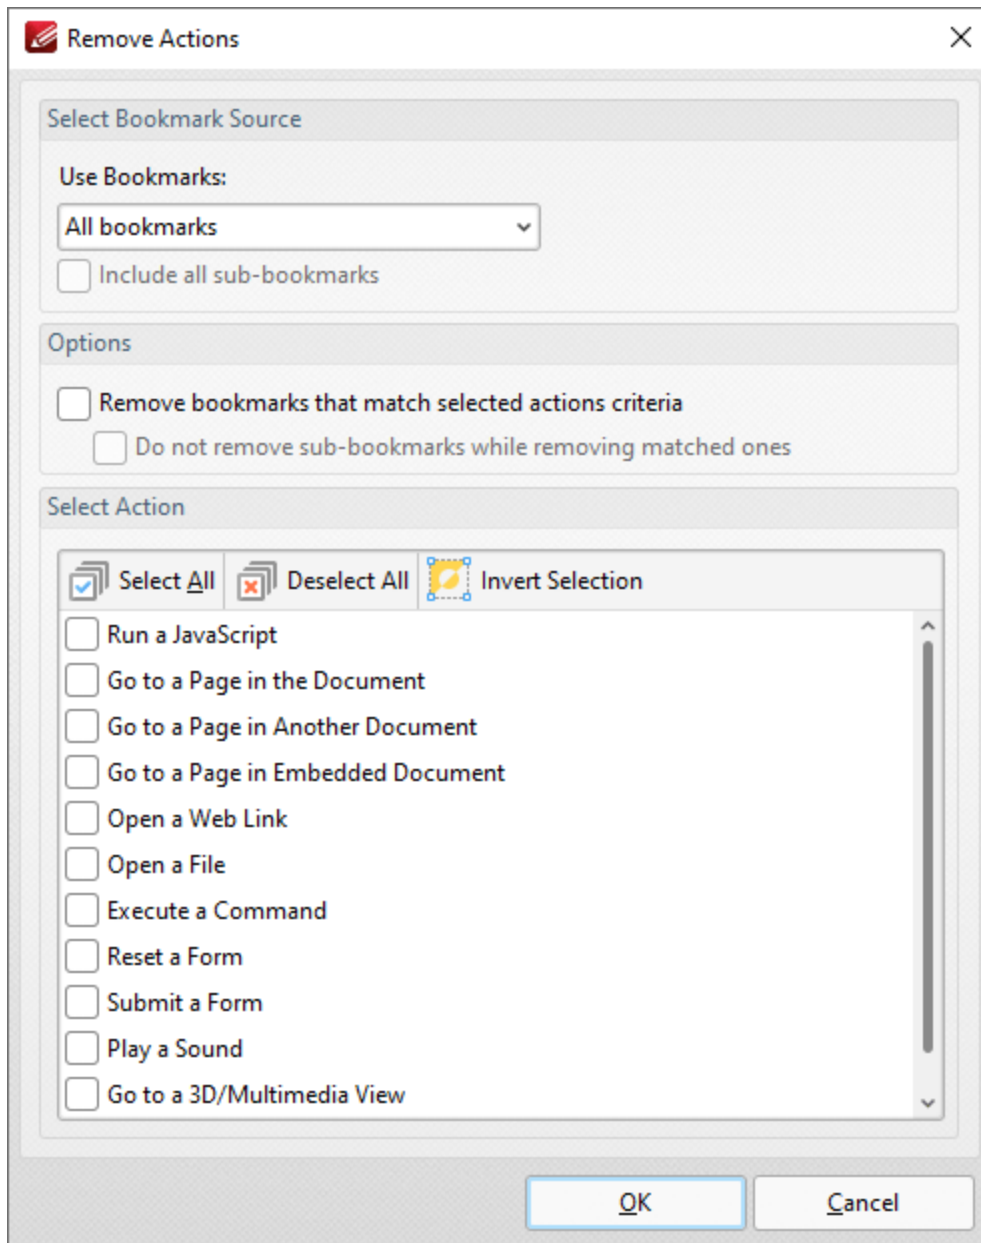 Remove Actions
Select Bookmark Source
Use Bookmarks:
All bookmarks
Include all sub-bookmarks
Options
Remove bookmarks that match selected actions criteria
Do not remove sub-bookmarks while removing matched ones
Select Action
Select All Deselect All Invert Selection
Run a JavaScript
Go to a Page in the Document
Go to a Page in Another Document
Go to a Page in Embedded Document
Open a Web Link
Open a File
Execute a Command
Reset a Form
Submit a Form
Play a Sound
Go to a 3D/Multimedia View
OK Cancel